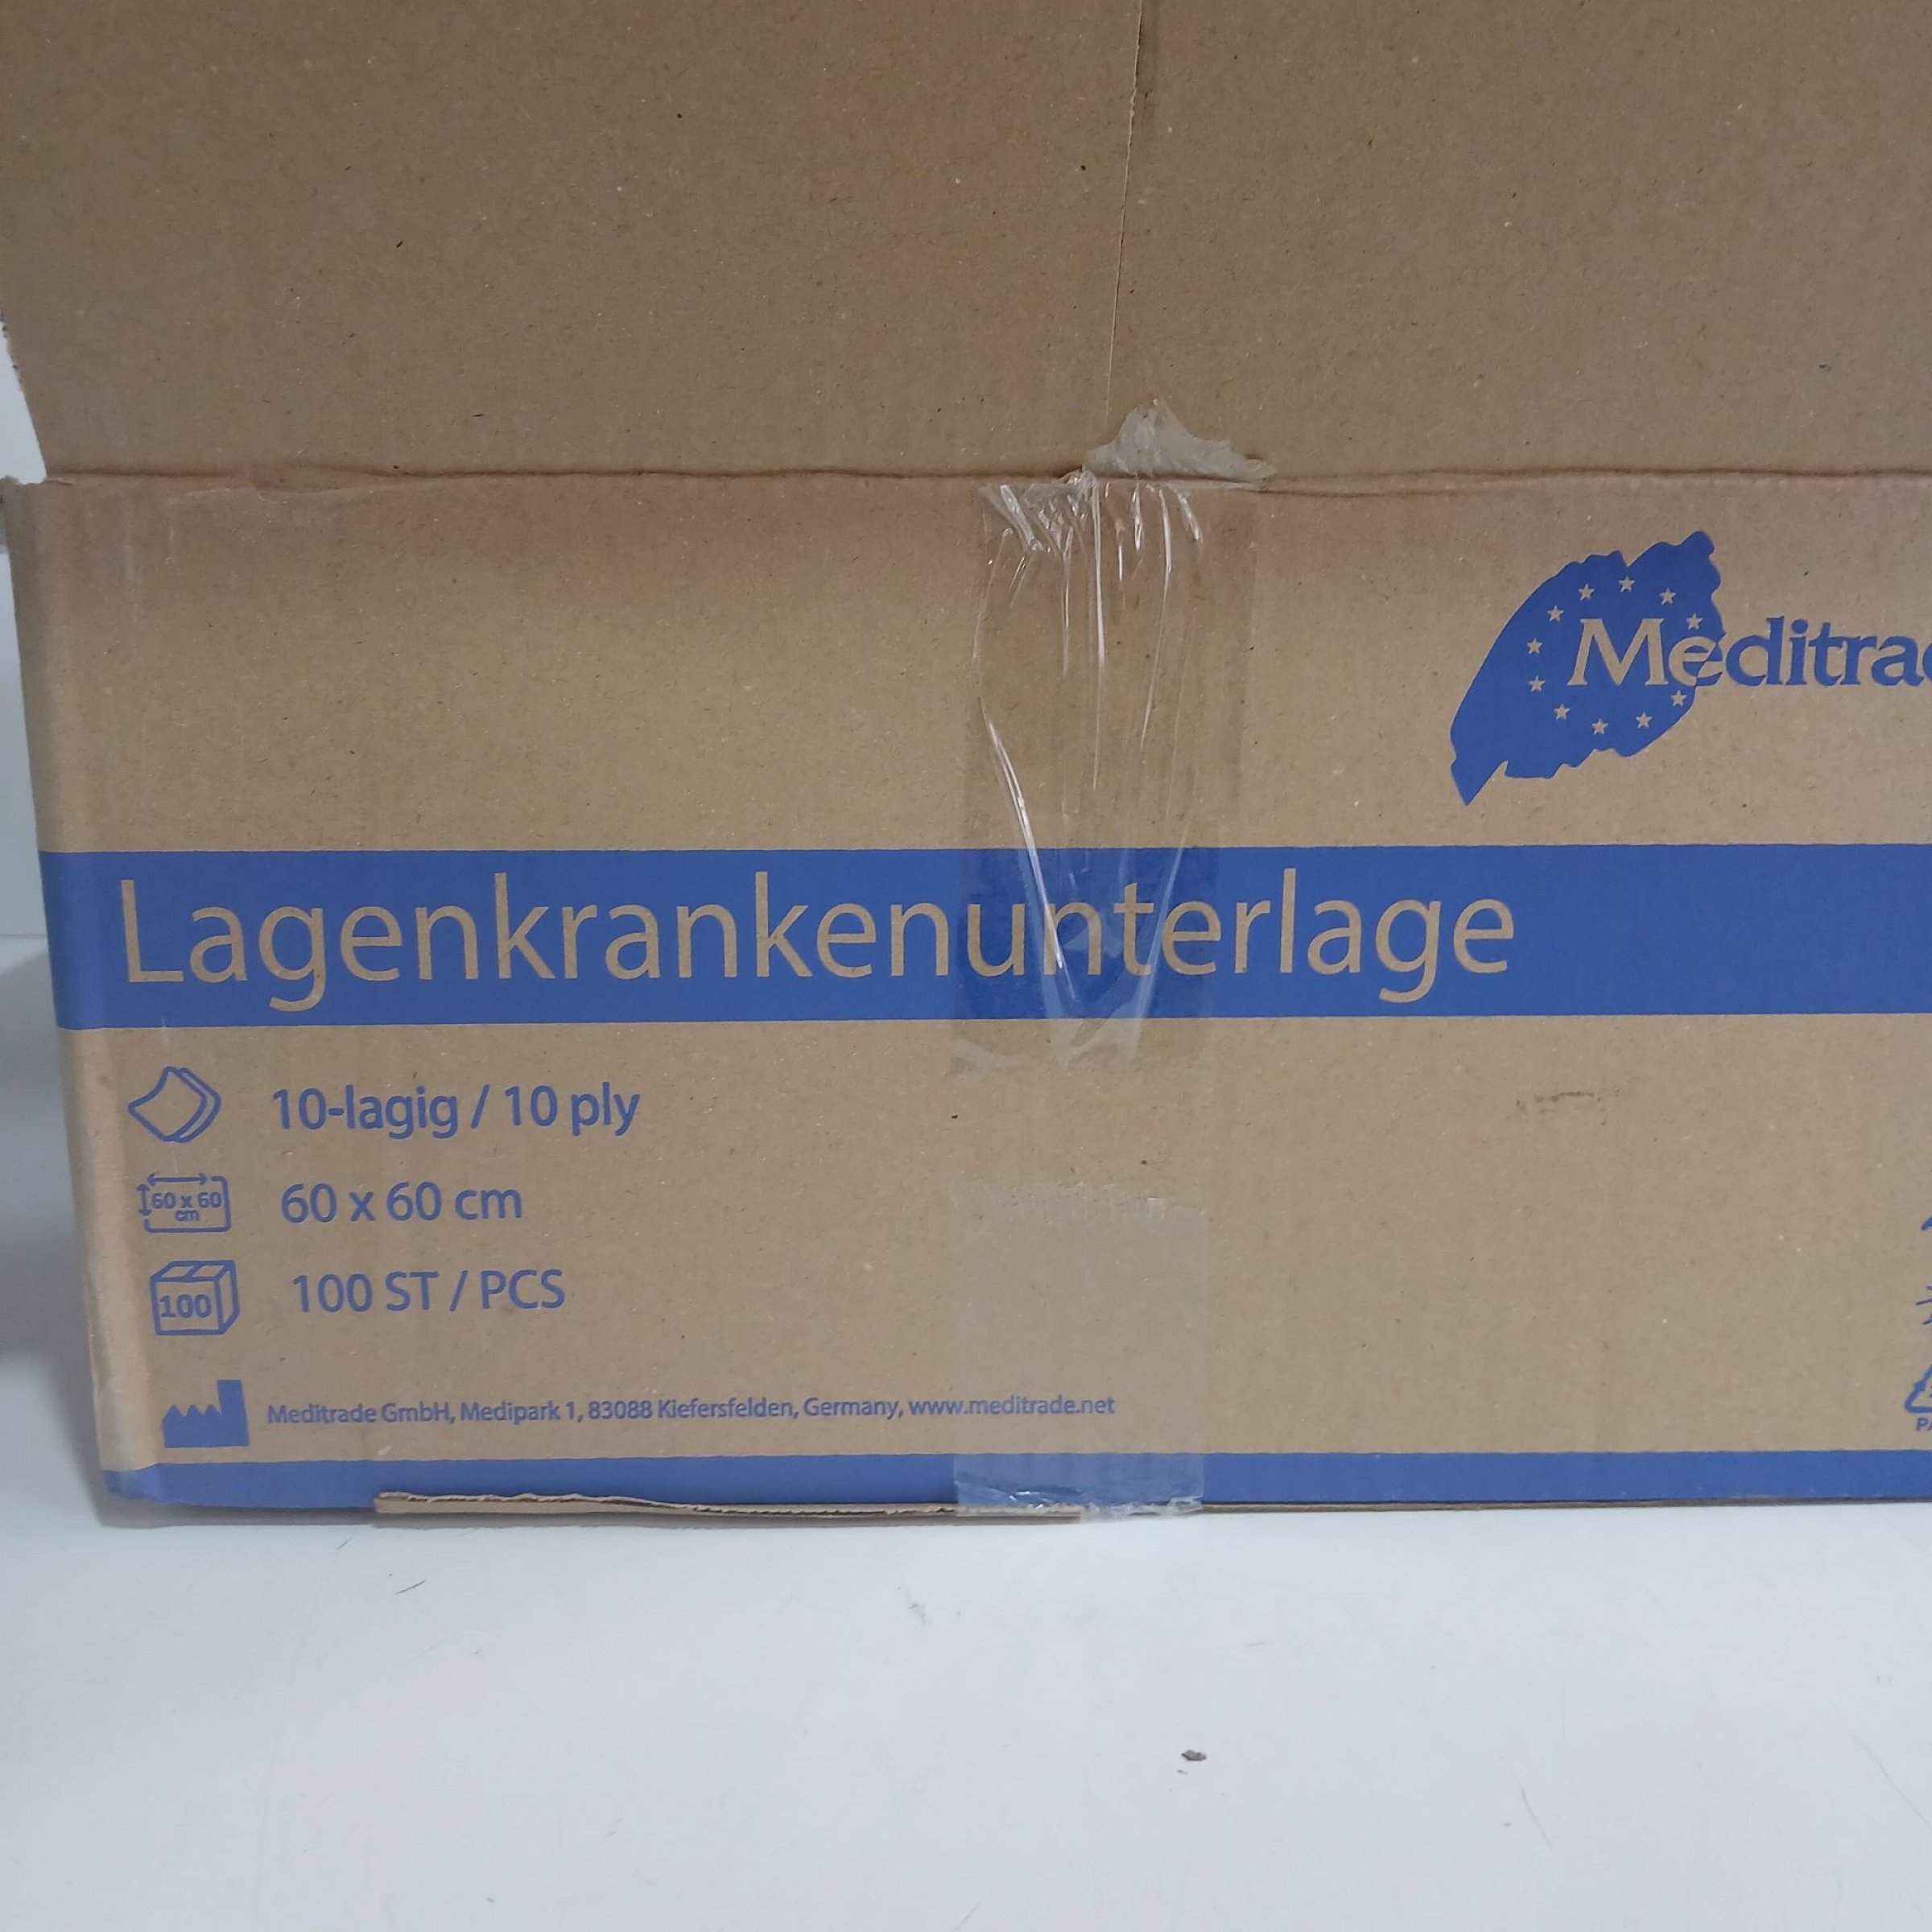 Lagenkrankenunterlage
10-lagig / 10 ply
60 x 60
cm
60 x 60 cm
100
100 ST / PCS
Meditrade GmbH, Medipark 1, 83088 Kiefersfelden, Germany, www.meditrade.net